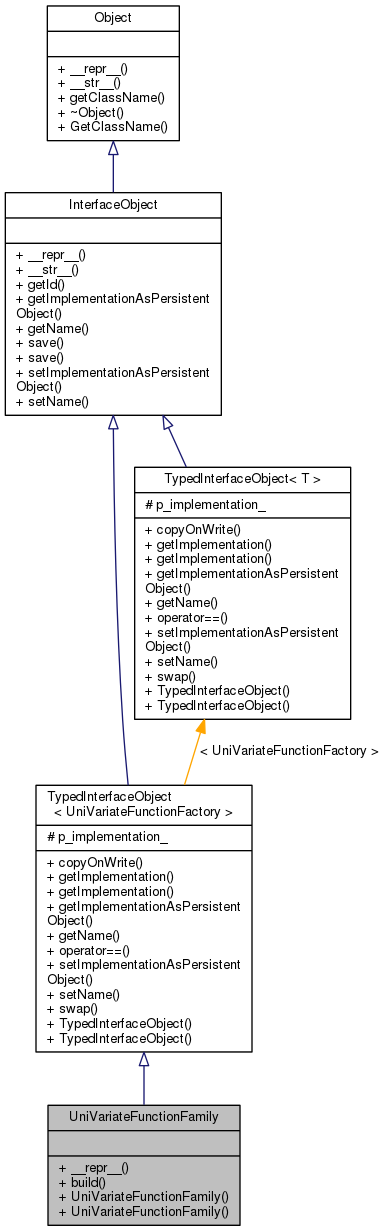 Object
+ __repr__()
+ __str__()
+ getClassName()
+ ~Object()
+ GetClassName()
InterfaceObject
+ __repr__()
+ __str__()
+ getId()
+ getImplementationAsPersistent
Object()
+ getName()
+ save()
+ save()
+ setImplementationAsPersistent
Object()
+ setName()
TypedInterfaceObject< T >
# p_implementation_
+ copyOnWrite()
+ getImplementation()
+ getImplementation()
+ getImplementationAsPersistent
Object()
+ getName()
+ operator==()
+ setImplementationAsPersistent
Object()
+ setName()
+ swap()
+ TypedInterfaceObject()
+ TypedInterfaceObject()
< UniVariateFunctionFactory >
TypedInterfaceObject
< UniVariateFunctionFactory >
# p_implementation_
+ copyOnWrite()
+ getImplementation()
+ getImplementation()
+ getImplementationAsPersistent
Object()
+ getName()
+ operator==()
+ setImplementationAsPersistent
Object()
+ setName()
+ swap()
+ TypedInterfaceObject()
+ TypedInterfaceObject()
UniVariateFunctionFamily
+ __repr__()
+ build()
+ UniVariateFunctionFamily()
+ UniVariateFunctionFamily()